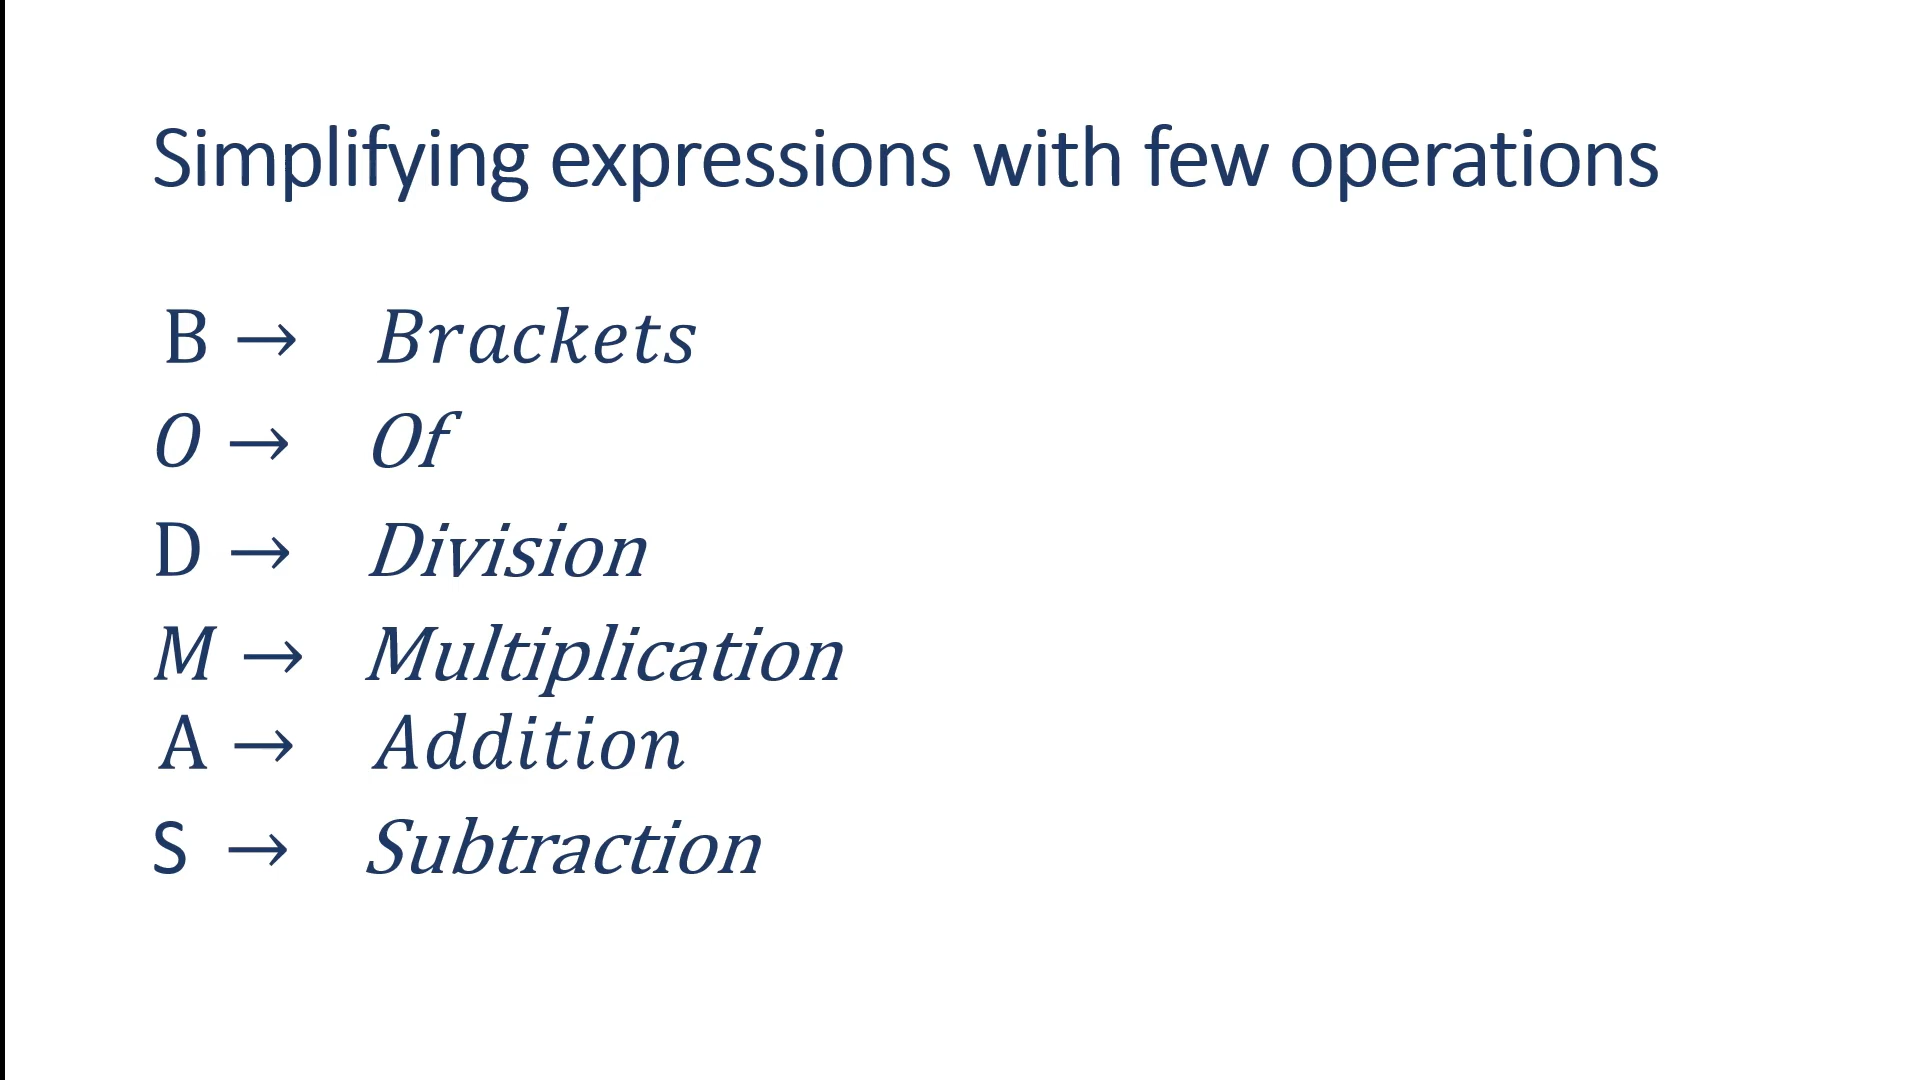 Simplifying expressions with few operations
B → Brackets
O → Of
D → Division
M → Multiplication
A → Addition
S → Subtraction